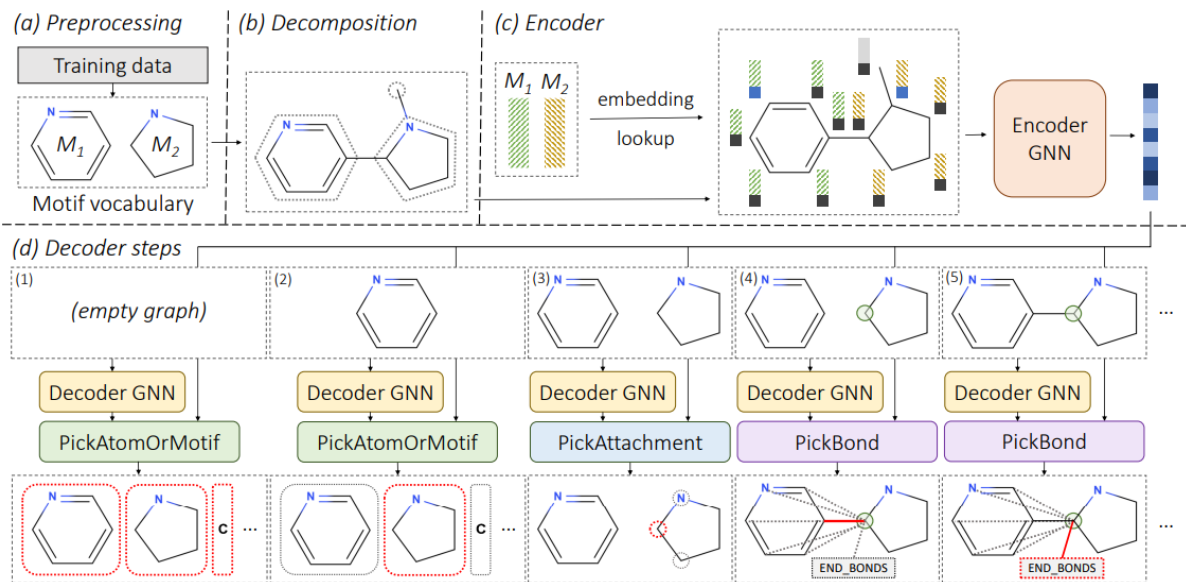 (a) Preprocessing
Training data
N
M1
N
M2
Motif vocabulary
(b) Decomposition
N
N
(c) Encoder
M1 M2
embedding
lookup
Encoder
GNN
(d) Decoder steps
(1)
(empty graph)
Decoder GNN
PickAtomOrMotif
N
N
C
...
(2)
N
Decoder GNN
PickAtomOrMotif
N
N
C
...
(3)
N
N
Decoder GNN
PickAttachment
N
N
(4)
N
N
Decoder GNN
PickBond
N
N
END_BONDS
(5)
N
N
...
Decoder GNN
PickBond
N
N
END_BONDS
...